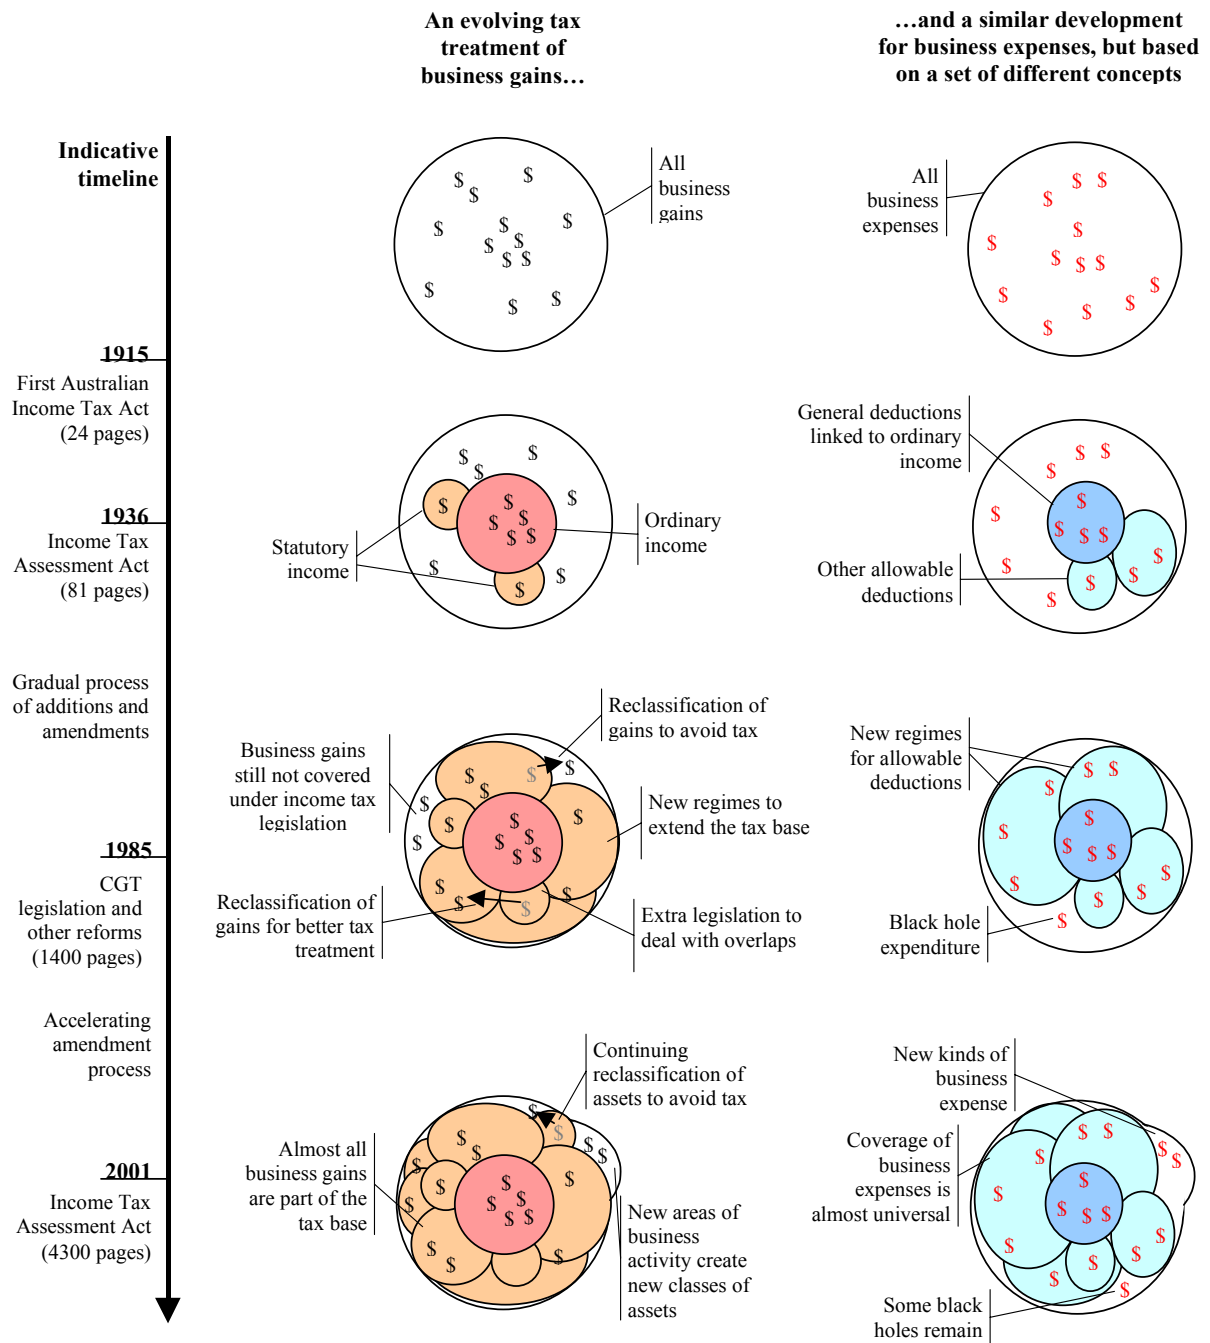 An evolving tax
treatment of
business gains…
…and a similar development
for business expenses, but based
on a set of different concepts
Indicative
timeline
All
business
gains
All
business
expenses
$ $ $ $ $ $ $ $ $ $ $ $ $
$ $ $ $ $ $ $ $ $ $ $ $ $
1915
First Australian
Income Tax Act
(24 pages)
General deductions
linked to ordinary
income
1936
Income Tax
Assessment Act
(81 pages)
Statutory
income
Ordinary
income
Other allowable
deductions
$ $ $ $ $ $ $ $ $ $ $ $ $
$ $ $ $ $ $ $ $ $ $ $ $ $
Gradual process
of additions and
amendments
Reclassification of
gains to avoid tax
Business gains
still not covered
under income tax
legislation
New regimes to
extend the tax base
New regimes
for allowable
deductions
1985
CGT
legislation and
other reforms
(1400 pages)
Reclassification of
gains for better tax
treatment
Extra legislation to
deal with overlaps
Black hole
expenditure
$ $ $ $ $ $ $ $ $ $ $ $ $ $ $ $ $
$ $ $ $ $ $ $ $ $ $ $ $ $
Accelerating
amendment
process
Continuing
reclassification of
assets to avoid tax
New kinds of
business
expense
Almost all
business gains
are part of the
tax base
Coverage of
business
expenses is
almost universal
2001
Income Tax
Assessment Act
(4300 pages)
New areas of
business
activity create
new classes of
assets
Some black
holes remain
$ $ $ $ $ $ $ $ $ $ $ $ $ $ $ $ $ $ $
$ $ $ $ $ $ $ $ $ $ $ $ $ $ $ $ $